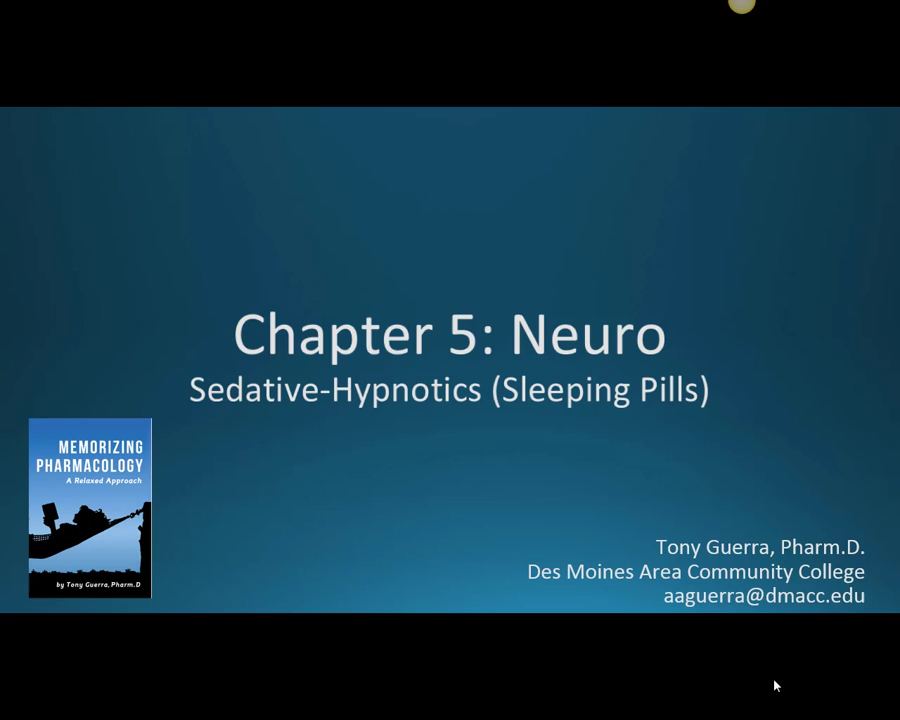 Chapter 5: Neuro
Sedative-Hypnotics (Sleeping Pills)
MEMORIZING
PHARMACOLOGY
A Relaxed Approach
by Tony Guerra, Pharm.D
Tony Guerra, Pharm.D.
Des Moines Area Community College
aaguerra@dmacc.edu